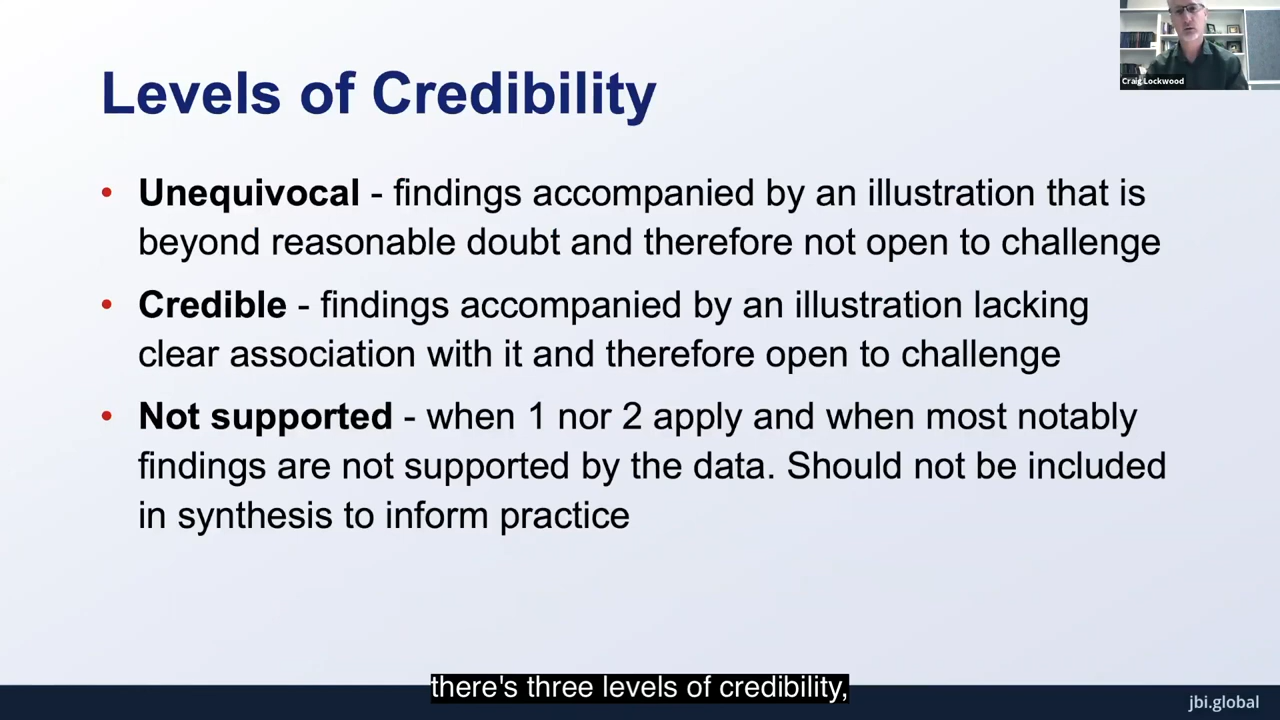 Craig Lockwood
Levels of Credibility
• Unequivocal - findings accompanied by an illustration that is
beyond reasonable doubt and therefore not open to challenge
• Credible - findings accompanied by an illustration lacking
clear association with it and therefore open to challenge
• Not supported - when 1 nor 2 apply and when most notably
findings are not supported by the data. Should not be included
in synthesis to inform practice
there's three levels of credibility,
jbi.global